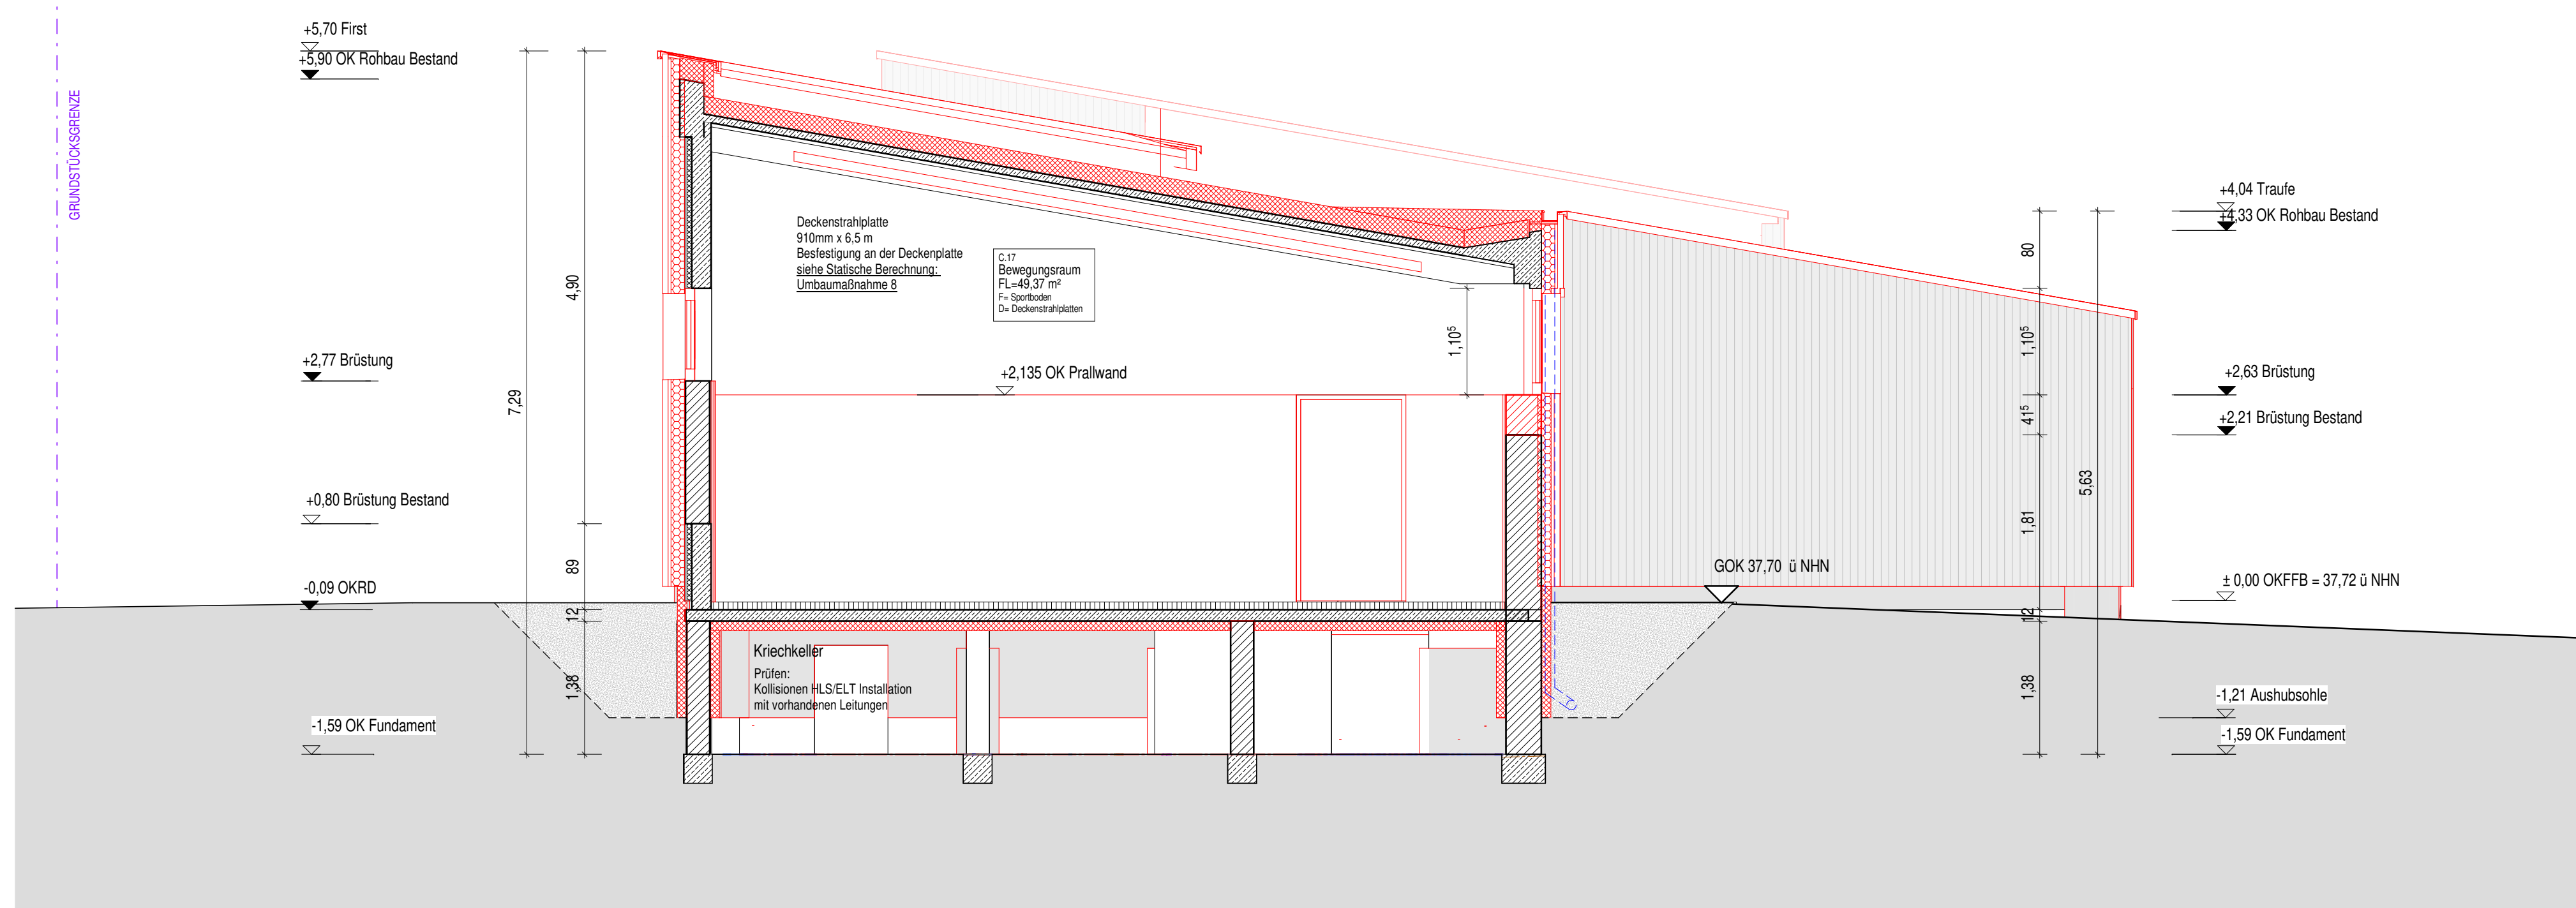 GRUNDSTÜCKSGRENZE
+5,70 First
+5,90 OK Rohbau Bestand
+2,77 Brüstung
+0,80 Brüstung Bestand
-0,09 OKRD
-1,59 OK Fundament
7,29
4,90
89
12
1,38
Deckenstrahlplatte
910mm x 6,5 m
Besfestigung an der Deckenplatte
siehe Statische Berechnung:
Umbaumaßnahme 8
C.17
Bewegungsraum
FL=49,37 m²
F= Sportboden
D= Deckenstrahlplatten
+2,135 OK Prallwand
1,10⁵
Kriechkeller
Prüfen:
Kollisionen HLS/ELT Installation
mit vorhandenen Leitungen
GOK 37,70 ü NHN
80
1,10⁵
41⁵
1,81
12
1,38
5,63
+4,04 Traufe
+4,33 OK Rohbau Bestand
+2,63 Brüstung
+2,21 Brüstung Bestand
± 0,00 OKFFB = 37,72 ü NHN
-1,21 Aushubsohle
-1,59 OK Fundament